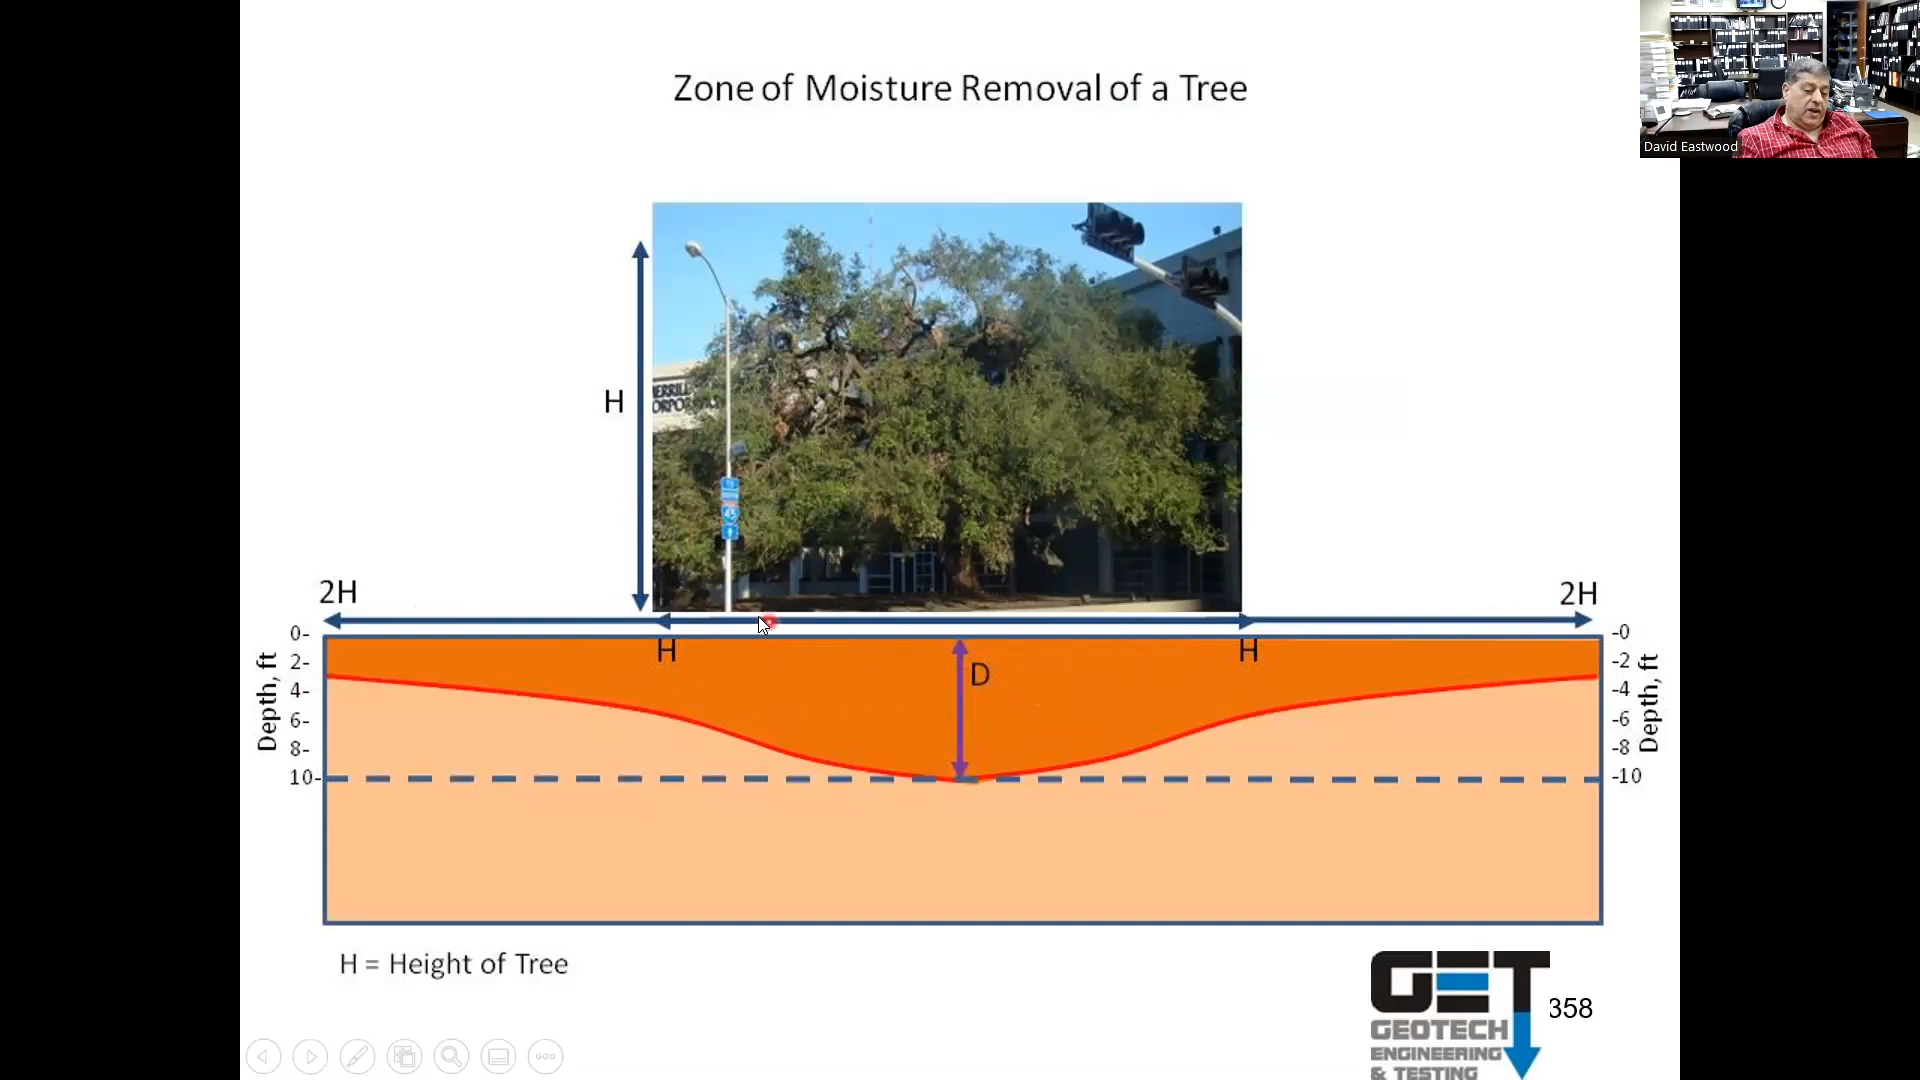 Zone of Moisture Removal of a Tree
David Eastwood
H
45
2H
2H
0-
-0
H
H
D
2-
-2
4-
-4
6-
-6
8-
-8
10-
-10
Depth, ft
Depth, ft
H = Height of Tree
GET
358
GEOTECH
ENGINEERING
& TESTING